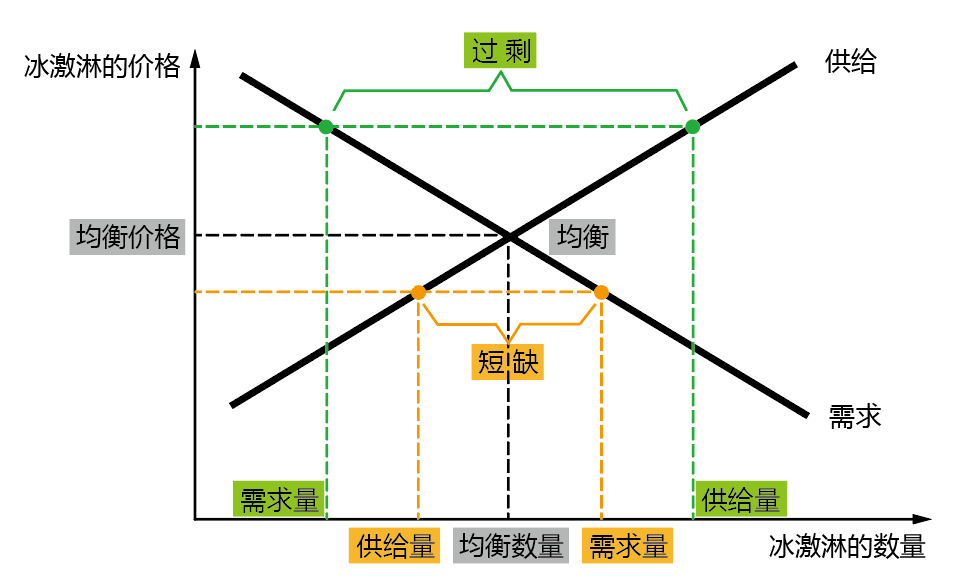 过剩
冰激淋的价格
供给
均衡价格
均衡
短缺
需求
需求量
供给量
供给量
均衡数量
需求量
冰激淋的数量